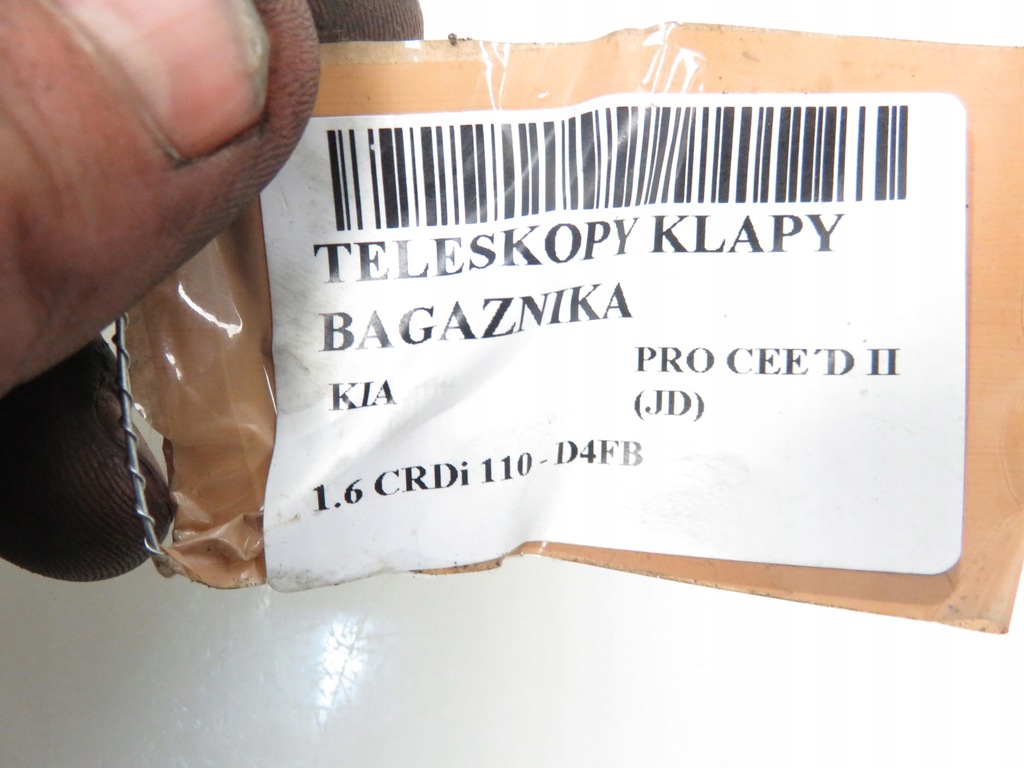 TELESKOPY KLAPY
BAGAZNIKA
KIA PRO CEE´D II
(JD)
1.6 CRDi 110 - D4FB